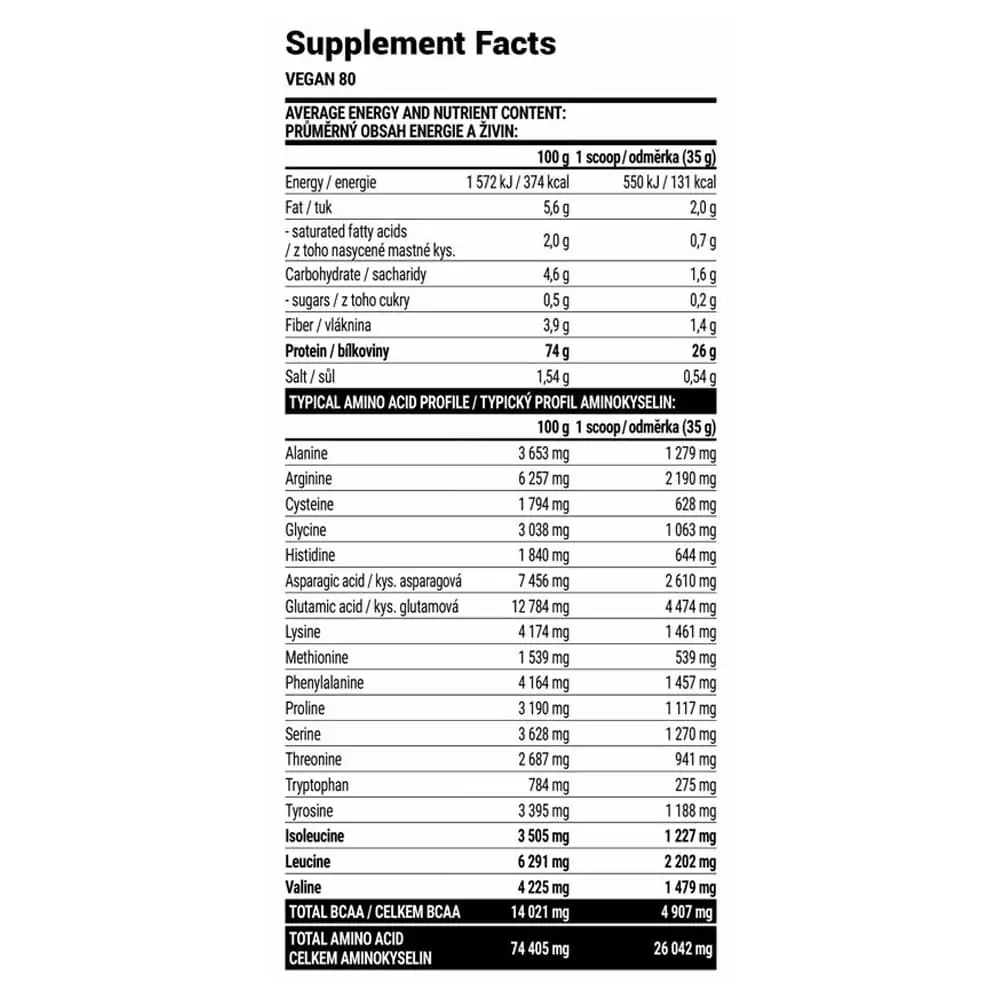 Supplement Facts
VEGAN 80
AVERAGE ENERGY AND NUTRIENT CONTENT:
PRŮMĚRNÝ OBSAH ENERGIE A ŽIVIN:
100 g 1 scoop / odměrka (35 g)
Energy / energie 1 572 kJ / 374 kcal 550 kJ / 131 kcal
Fat / tuk 5,6 g 2,0 g
- saturated fatty acids
/ z toho nasycené mastné kys. 2,0 g 0,7 g
Carbohydrate / sacharidy 4,6 g 1,6 g
- sugars / z toho cukry 0,5 g 0,2 g
Fiber / vláknina 3,9 g 1,4 g
Protein / bílkoviny 74 g 26 g
Salt / sůl 1,54 g 0,54 g
TYPICAL AMINO ACID PROFILE / TYPICKÝ PROFIL AMINOKYSELIN:
100 g 1 scoop / odměrka (35 g)
Alanine 3 653 mg 1 279 mg
Arginine 6 257 mg 2 190 mg
Cysteine 1 794 mg 628 mg
Glycine 3 038 mg 1 063 mg
Histidine 1 840 mg 644 mg
Asparagic acid / kys. asparagová 7 456 mg 2 610 mg
Glutamic acid / kys. glutamová 12 784 mg 4 474 mg
Lysine 4 174 mg 1 461 mg
Methionine 1 539 mg 539 mg
Phenylalanine 4 164 mg 1 457 mg
Proline 3 190 mg 1 117 mg
Serine 3 628 mg 1 270 mg
Threonine 2 687 mg 941 mg
Tryptophan 784 mg 275 mg
Tyrosine 3 395 mg 1 188 mg
Isoleucine 3 505 mg 1 227 mg
Leucine 6 291 mg 2 202 mg
Valine 4 225 mg 1 479 mg
TOTAL BCAA / CELKEM BCAA 14 021 mg 4 907 mg
TOTAL AMINO ACID
CELKEM AMINOKYSELIN 74 405 mg 26 042 mg